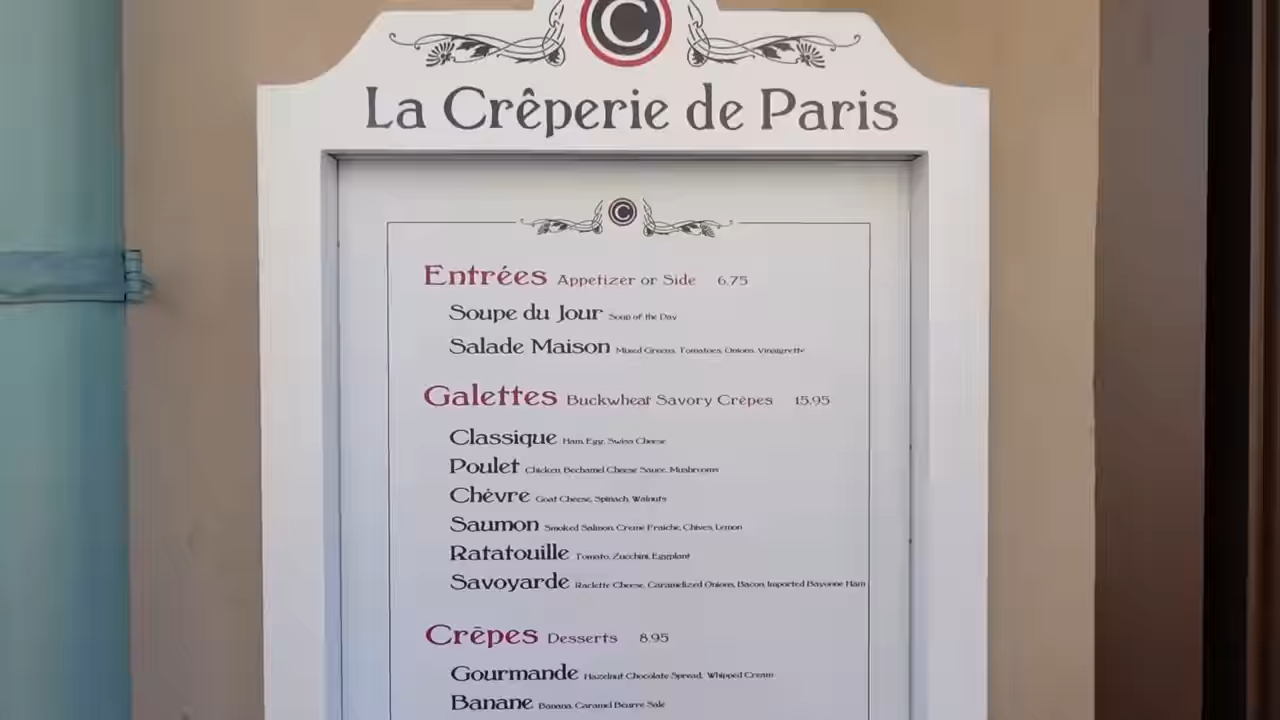 C
La Crêperie de Paris
C
Entrées Appetizer or Side 6.75
Soupe du Jour Soup of the Day
Salade Maison Mixed Greens, Tomatoes, Onions, Vinaigrette
Galettes Buckwheat Savory Crêpes 15.95
Classique Ham, Egg, Swiss Cheese
Poulet Chicken, Bechamel Cheese Sauce, Mushrooms
Chèvre Goat Cheese, Spinach, Walnuts
Saumon Smoked Salmon, Creme Fraiche, Chives, Lemon
Ratatouille Tomato, Zucchini, Eggplant
Savoyarde Raclette Cheese, Caramelized Onions, Bacon, Imported Bayonne Ham
Crêpes Desserts 8.95
Gourmande Hazelnut Chocolate Spread, Whipped Cream
Banane Banana, Caramel Beurre Sale